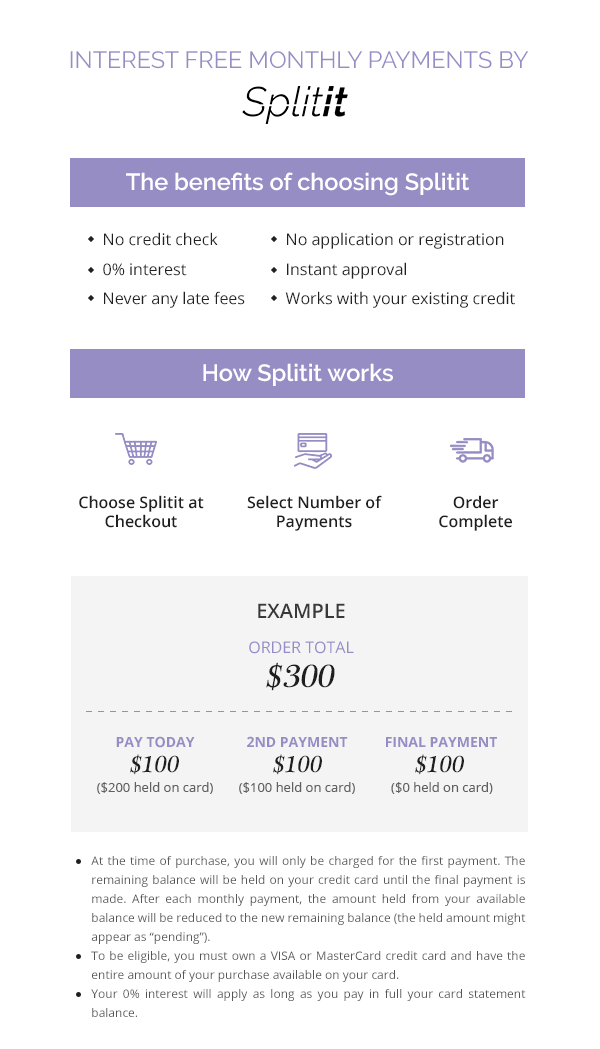 INTEREST FREE MONTHLY PAYMENTS BY
Splitit
The benefits of choosing Splitit
No credit check
0% interest
Never any late fees
No application or registration
Instant approval
Works with your existing credit
How Splitit works
Choose Splitit at
Checkout
Select Number of
Payments
Order
Complete
EXAMPLE
ORDER TOTAL
$300
PAY TODAY
$100
($200 held on card)
2ND PAYMENT
$100
($100 held on card)
FINAL PAYMENT
$100
($0 held on card)
At the time of purchase, you will only be charged for the first payment. The
remaining balance will be held on your credit card until the final payment is
made. After each monthly payment, the amount held from your available
balance will be reduced to the new remaining balance (the held amount might
appear as “pending”).
To be eligible, you must own a VISA or MasterCard credit card and have the
entire amount of your purchase available on your card.
Your 0% interest will apply as long as you pay in full your card statement
balance.